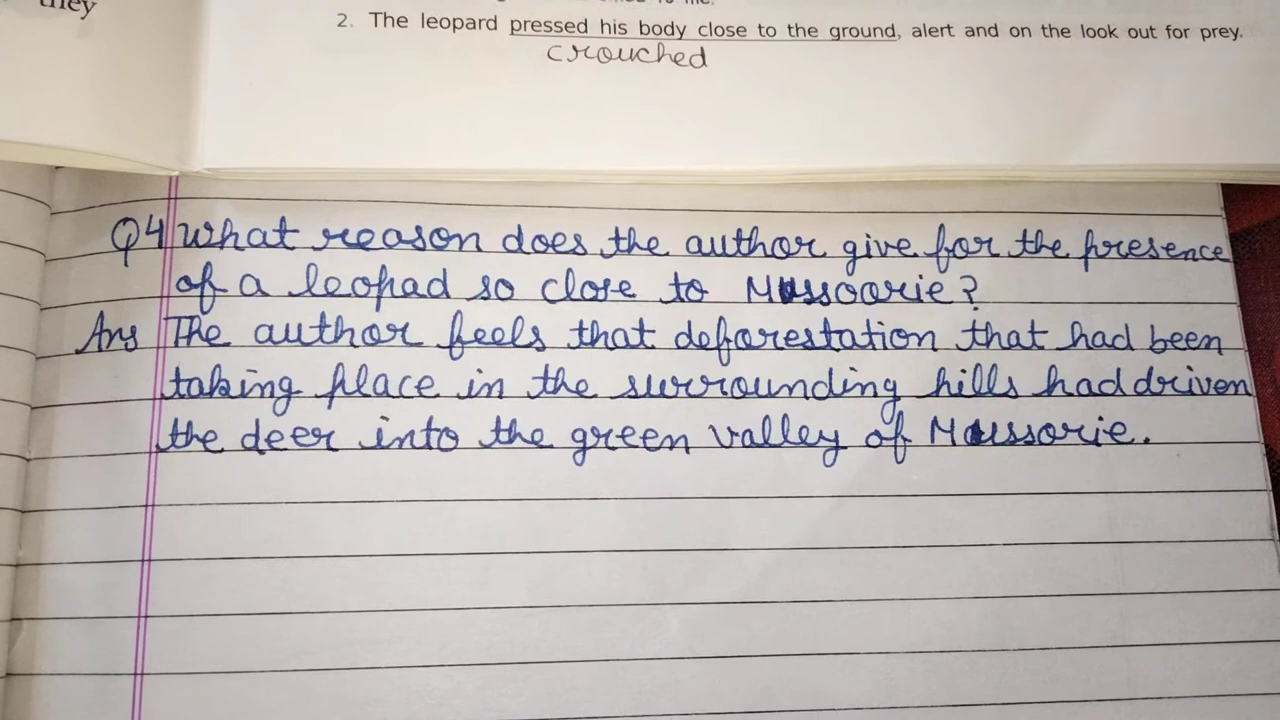 they
2. The leopard pressed his body close to the ground, alert and on the look out for prey.
crouched
Q4 What reason does the author give for the presence
of a leopad so close to Mussoorie?
Ans The author feels that deforestation that had been
taking place in the surrounding hills had driven
the deer into the green valley of Mussorie.